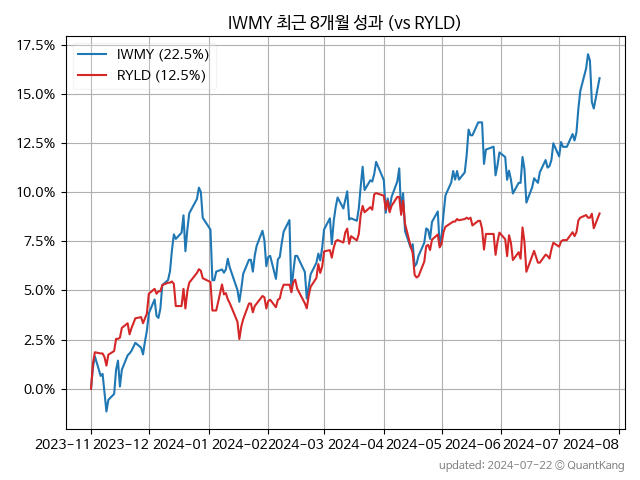 IWMY 최근 8개월 성과 (vs RYLD)
IWMY (22.5%)
RYLD (12.5%)
17.5%
15.0%
12.5%
10.0%
7.5%
5.0%
2.5%
0.0%
2023-11 2023-12 2024-01 2024-02 2024-03 2024-04 2024-05 2024-06 2024-07 2024-08
updated: 2024-07-22 © QuantKang